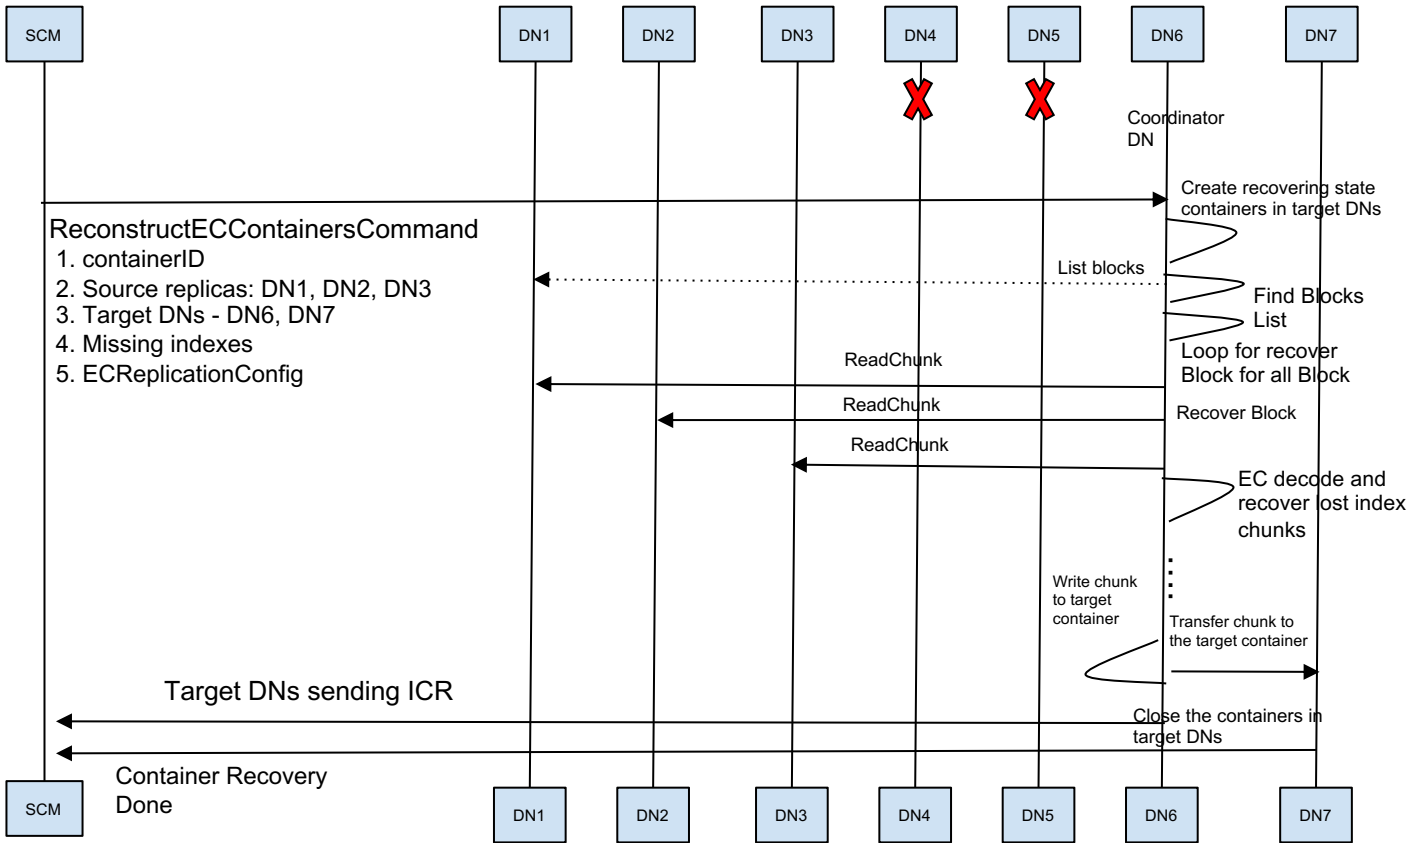 SCM
DN1
DN2
DN3
DN4
DN5
DN6
DN7
Coordinator
DN
Create recovering state
containers in target DNs
ReconstructECContainersCommand
1. containerID
2. Source replicas: DN1, DN2, DN3
3. Target DNs - DN6, DN7
4. Missing indexes
5. ECReplicationConfig
List blocks
Find Blocks
List
Loop for recover
Block for all Block
ReadChunk
ReadChunk
Recover Block
ReadChunk
EC decode and
recover lost index
chunks
Write chunk
to target
container
Transfer chunk to
the target container
Target DNs sending ICR
Close the containers in
target DNs
Container Recovery
Done
SCM
DN1
DN2
DN3
DN4
DN5
DN6
DN7